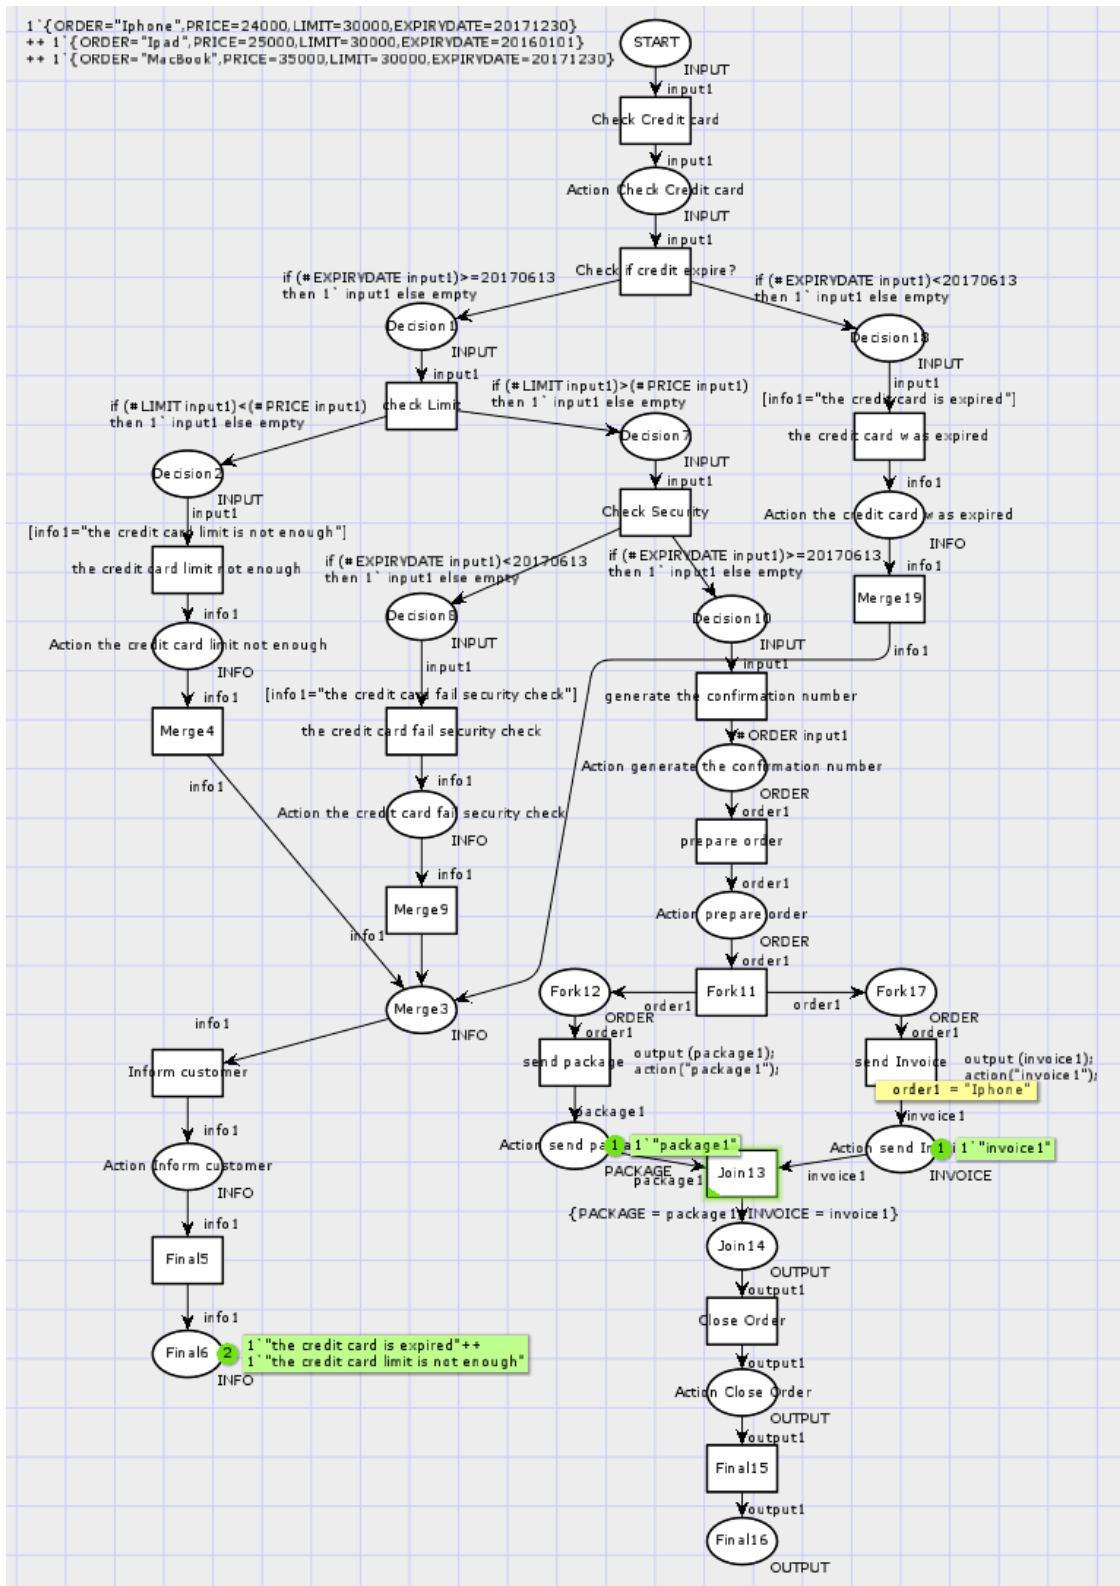 1`{ORDER="Iphone",PRICE=24000,LIMIT=30000,EXPIRYDATE=20171230}
++ 1`{ORDER="Ipad",PRICE=25000,LIMIT=30000,EXPIRYDATE=20160101}
++ 1`{ORDER="MacBook",PRICE=35000,LIMIT=30000,EXPIRYDATE=20171230}
START
INPUT
input1
Check Credit card
input1
Action Check Credit card
INPUT
input1
Check if credit expire?
if (#EXPIRYDATE input1)>=20170613
then 1` input1 else empty
if (#EXPIRYDATE input1)<20170613
then 1` input1 else empty
Decision1
INPUT
Decision18
INPUT
input1
input1
check Limit
if (#LIMIT input1)<(#PRICE input1)
then 1` input1 else empty
if (#LIMIT input1)>(#PRICE input1)
then 1` input1 else empty
[info1="the credit card is expired"]
the credit card was expired
Decision2
INPUT
Decision7
INPUT
input1
input1
info1
[info1="the credit card limit is not enough"]
the credit card limit not enough
Check Security
Action the credit card was expired
INFO
if (#EXPIRYDATE input1)<20170613
then 1` input1 else empty
if (#EXPIRYDATE input1)>=20170613
then 1` input1 else empty
info1
Merge19
info1
info1
Action the credit card limit not enough
INFO
Decision8
INPUT
Decision10
INPUT
input1
input1
info1
[info1="the credit card fail security check"]
the credit card fail security check
generate the confirmation number
Merge4
info1
#ORDER input1
Action generate the confirmation number
ORDER
info1
Action the credit card fail security check
INFO
order1
prepare order
info1
order1
Merge9
info1
Action prepare order
ORDER
order1
Fork12
ORDER
Fork11
order1
order1
Fork17
ORDER
Merge3
INFO
info1
order1
order1
Inform customer
send package
output (package1);
action("package1");
send Invoice
output (invoice1);
action("invoice1");
order1 = "Iphone"
info1
package1
invoice1
Action Inform customer
INFO
Action send pa
1
1`"package1"
PACKAGE
package1
Join13
invoice1
Action send In
1
1`"invoice1"
INVOICE
{PACKAGE = package1, INVOICE = invoice1}
info1
Final5
Join14
OUTPUT
output1
info1
Close Order
Final6
2
1`"the credit card is expired"++
1`"the credit card limit is not enough"
INFO
output1
Action Close Order
OUTPUT
output1
Final15
output1
Final16
OUTPUT